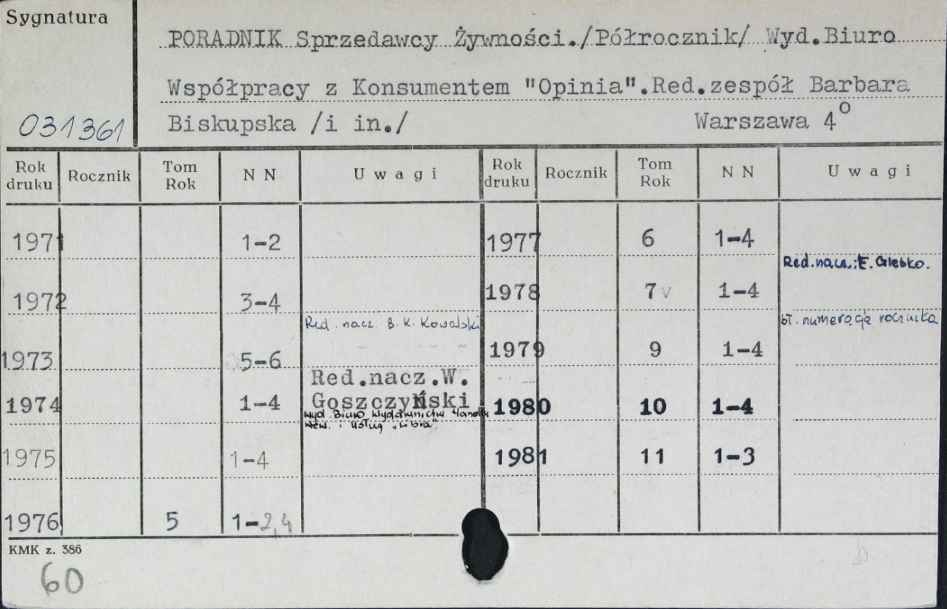 Sygnatura
PORADNIK Sprzedawcy Żywności./Półrocznik/ Wyd.Biuro
Współpracy z Konsumentem "Opinia".Red.zespół Barbara
031361 Biskupska /i in./ Warszawa 4°
Rok druku Rocznik Tom Rok N N Uwagi Rok druku Rocznik Tom Rok N N Uwagi
1971 1-2 1977 6 1-4
Red.nacz.: E. Glebko.
1972 3-4 1978 7v 1-4
Red. nacz. B. K. Kowalski bł. numeracja rocznika
1973 5-6 1979 9 1-4
Red.nacz.W.
1974 1-4 Goszczyński 1980 10 1-4
Wyd. Biuro Wydawnictw Handlu
Wew. i Usług „Libra"
1975 1-4 1981 11 1-3
1976 5 1-2,4
KMK z. 386
60